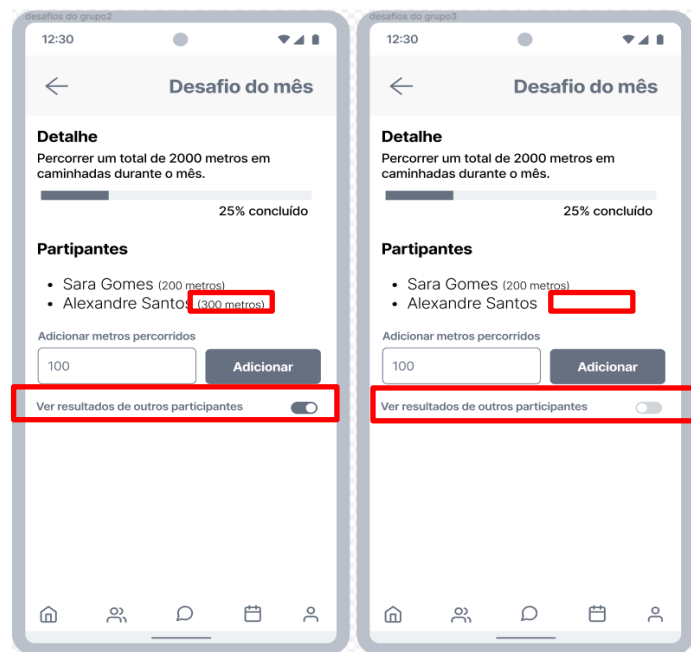 desafios do grupo2
12:30
Desafio do mês
Detalhe
Percorrer um total de 2000 metros em
caminhadas durante o mês.
25% concluído
Partipantes
• Sara Gomes (200 metros)
• Alexandre Santos (300 metros)
Adicionar metros percorridos
100
Adicionar
Ver resultados de outros participantes
desafios do grupo3
12:30
Desafio do mês
Detalhe
Percorrer um total de 2000 metros em
caminhadas durante o mês.
25% concluído
Partipantes
• Sara Gomes (200 metros)
• Alexandre Santos
Adicionar metros percorridos
100
Adicionar
Ver resultados de outros participantes